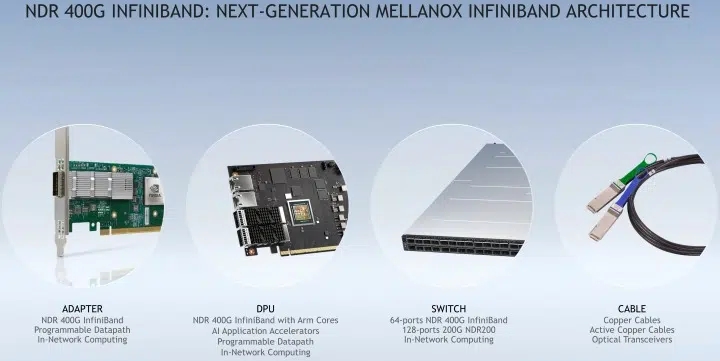 NDR 400G INFINIBAND: NEXT-GENERATION MELLANOX INFINIBAND ARCHITECTURE
ADAPTER
NDR 400G InfiniBand
Programmable Datapath
In-Network Computing
DPU
NDR 400G InfiniBand with Arm Cores
AI Application Accelerators
Programmable Datapath
In-Network Computing
SWITCH
64-ports NDR 400G InfiniBand
128-ports 200G NDR200
In-Network Computing
CABLE
Copper Cables
Active Copper Cables
Optical Transceivers